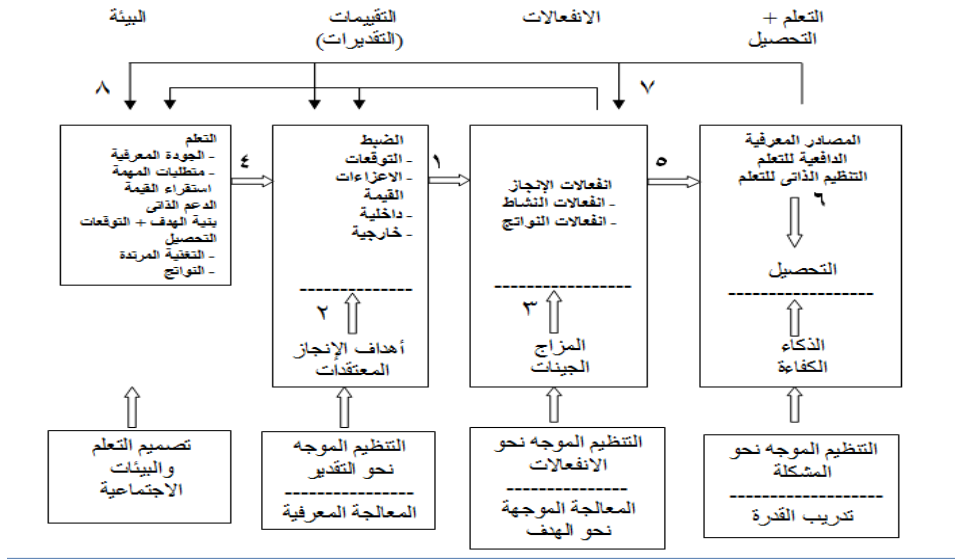 البيئة
التقييمات
(التقديرات)
الانفعالات
التعلم +
التحصيل
٨
٧
التعلم
- الجودة المعرفية
- متطلبات المهمة
استقراء القيمة
الدعم الذاتى
بنية الهدف + التوقعات
التحصيل
- التغنية المرتدة
- النواتج
٤
الضبط
- التوقعات
- الاعزاءات
القيمة
- داخلية
- خارجية
--------------
٢
أهداف الإنجاز
المعتقدات
١
انفعالات الإنجاز
- انفعالات النشاط
- انفعالات النواتج
-----------------
٣
المزاج
الجينات
٥
المصادر المعرفية
الدافعية للتعلم
التنظيم الذاتى للتعلم
٦
التحصيل
------------------
الذكاء
الكفاءة
تصميم التعلم
والبيئات
الاجتماعية
التنظيم الموجه
نحو التقدير
----------------
المعالجة المعرفية
التنظيم الموجه نحو
الانفعالات
---------------
المعالجة الموجهة
نحو الهدف
التنظيم الموجه نحو
المشكلة
------------------
تدريب القدرة